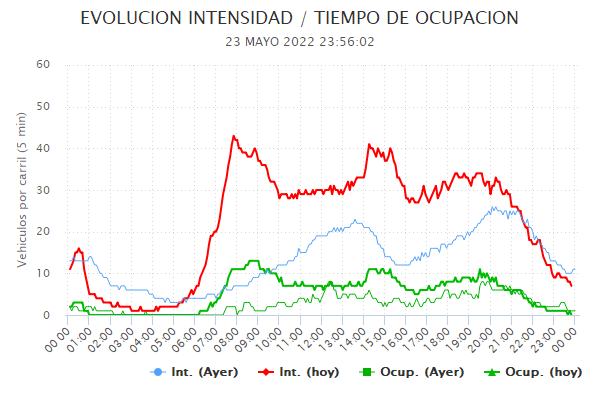 EVOLUCION INTENSIDAD / TIEMPO DE OCUPACION
23 MAYO 2022 23:56:02
Vehiculos por carril (5 min)
60
50
40
30
20
10
0
00:00 01:00 02:00 03:00 04:00 05:00 06:00 07:00 08:00 09:00 10:00 11:00 12:00 13:00 14:00 15:00 16:00 17:00 18:00 19:00 20:00 21:00 22:00 23:00 00:00
Int. (Ayer) Int. (hoy) Ocup. (Ayer) Ocup. (hoy)